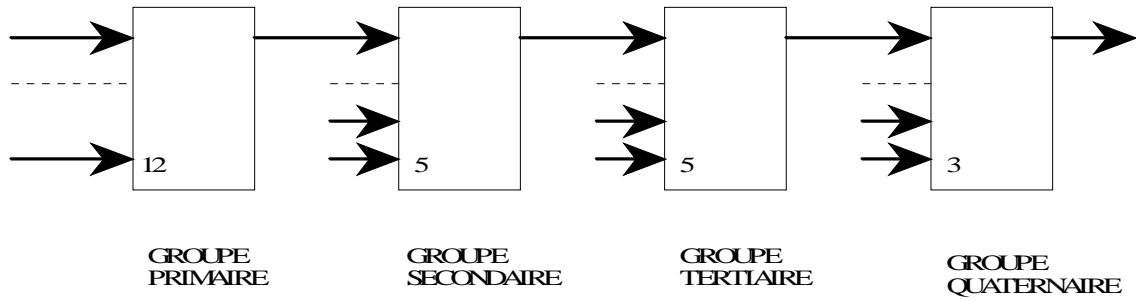 12
5
5
3
GROUPE
PRIMAIRE
GROUPE
SECONDAIRE
GROUPE
TERTIAIRE
GROUPE
QUATERNAIRE